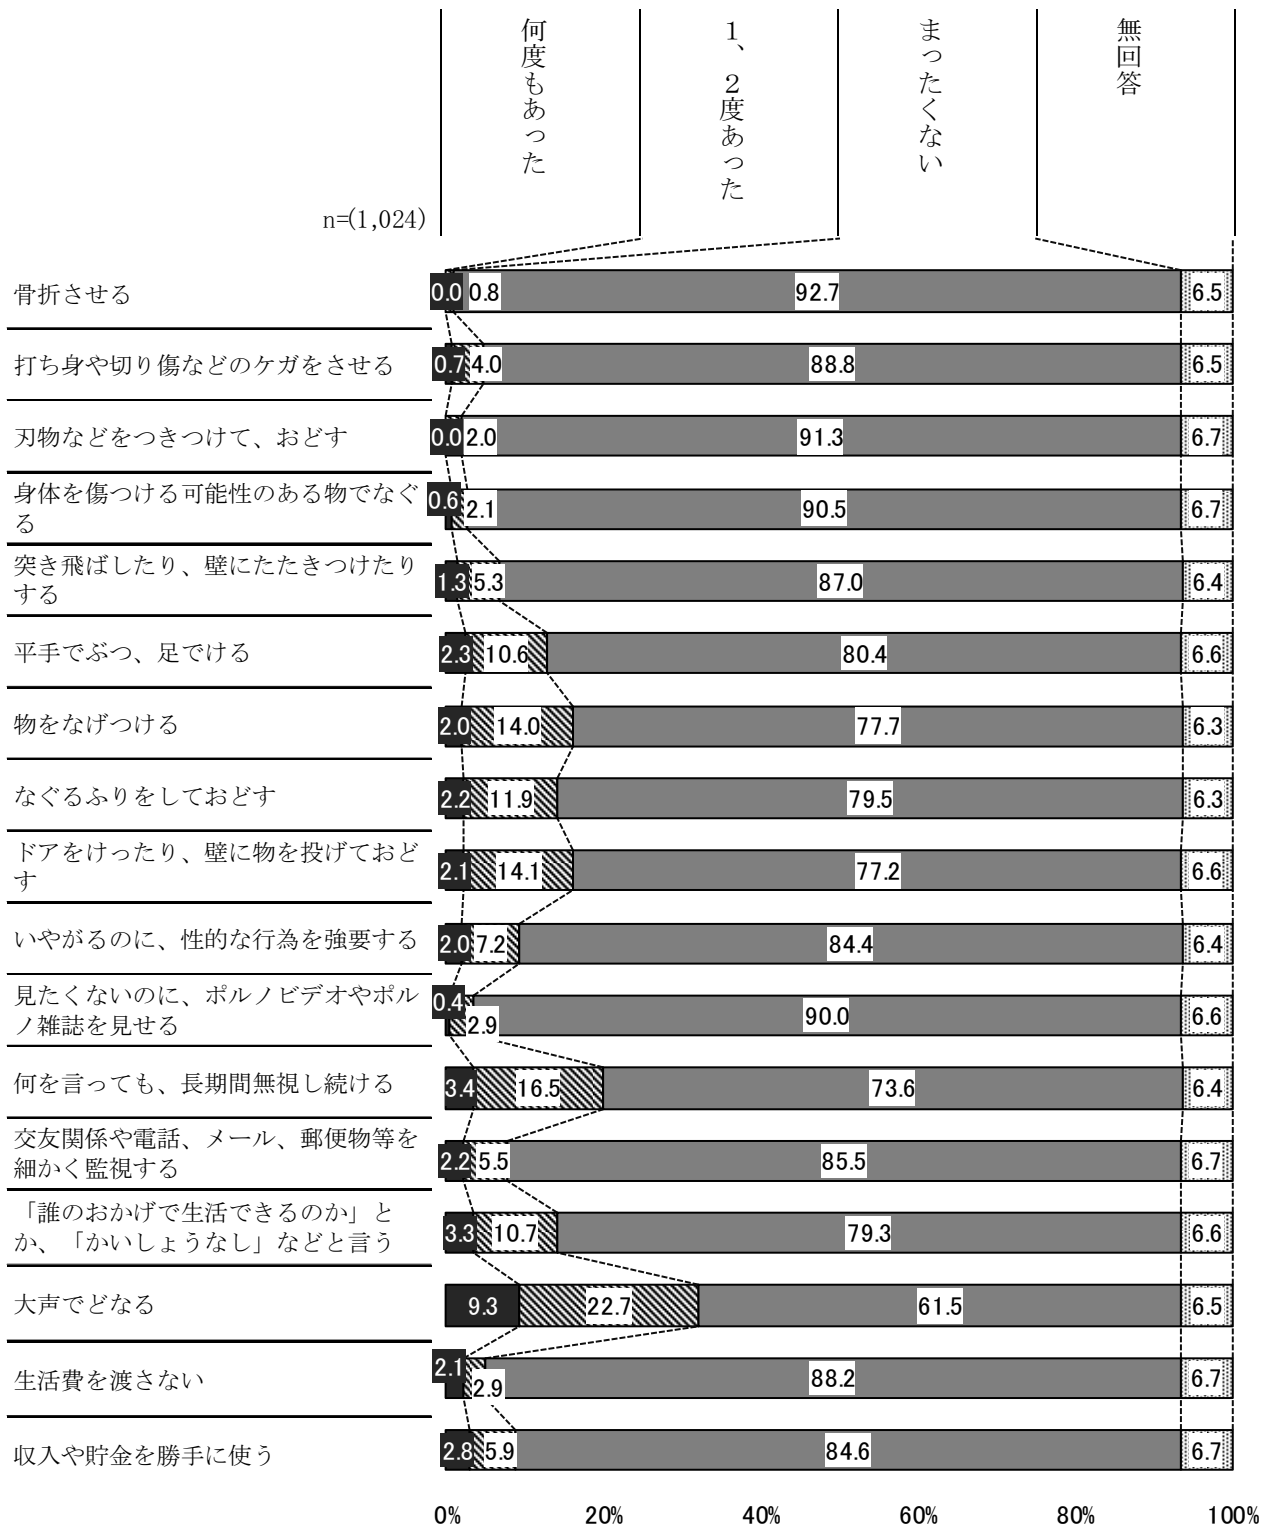 何度もあった
１、２度あった
まったくない
無回答
n=(1,024)
骨折させる
0.0 0.8 92.7 6.5
打ち身や切り傷などのケガをさせる
0.7 4.0 88.8 6.5
刃物などをつきつけて、おどす
0.0 2.0 91.3 6.7
身体を傷つける可能性のある物でなぐ
る
0.6 2.1 90.5 6.7
突き飛ばしたり、壁にたたきつけたり
する
1.3 5.3 87.0 6.4
平手でぶつ、足でける
2.3 10.6 80.4 6.6
物をなげつける
2.0 14.0 77.7 6.3
なぐるふりをしておどす
2.2 11.9 79.5 6.3
ドアをけったり、壁に物を投げておど
す
2.1 14.1 77.2 6.6
いやがるのに、性的な行為を強要する
2.0 7.2 84.4 6.4
見たくないのに、ポルノビデオやポル
ノ雑誌を見せる
0.4 2.9 90.0 6.6
何を言っても、長期間無視し続ける
3.4 16.5 73.6 6.4
交友関係や電話、メール、郵便物等を
細かく監視する
2.2 5.5 85.5 6.7
「誰のおかげで生活できるのか」と
か、「かいしょうなし」などと言う
3.3 10.7 79.3 6.6
大声でどなる
9.3 22.7 61.5 6.5
生活費を渡さない
2.1 2.9 88.2 6.7
収入や貯金を勝手に使う
2.8 5.9 84.6 6.7
0% 20% 40% 60% 80% 100%